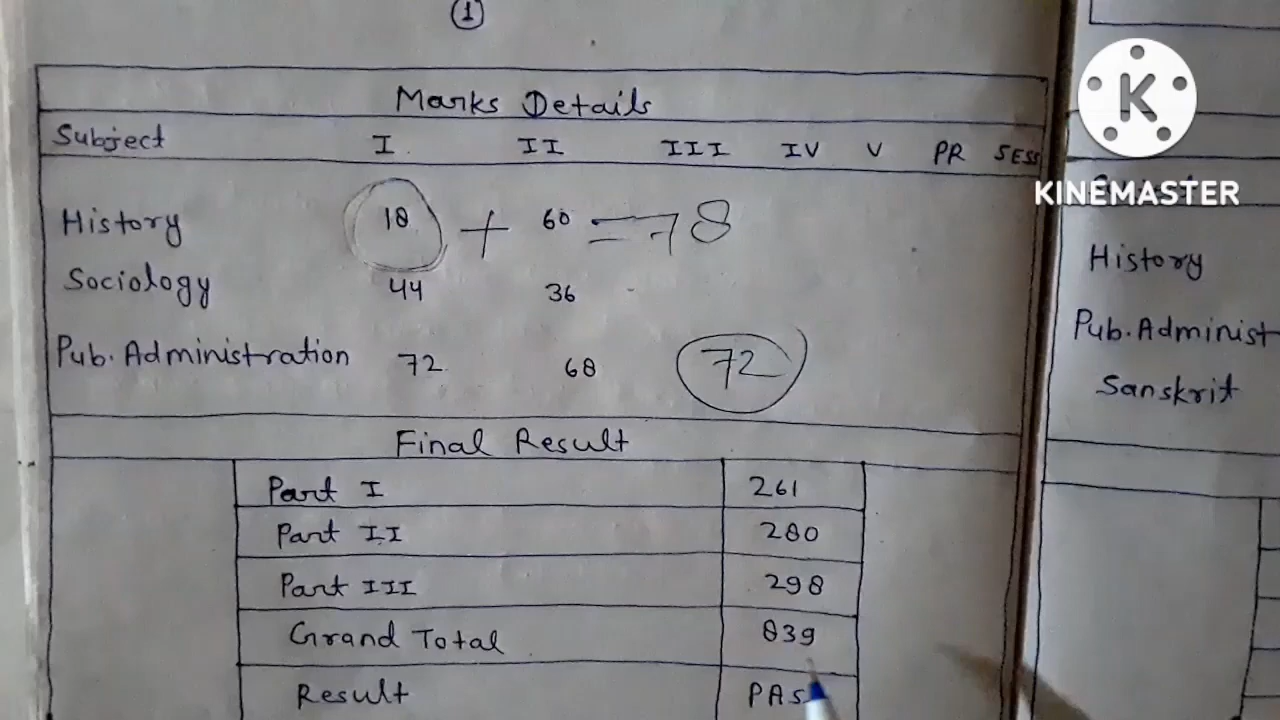 1
Marks Details
Subject I II III IV V PR SESS
History 18 + 60 = 78
Sociology 44 36
Pub. Administration 72 68 72
Final Result
Part I 261
Part II 280
Part III 298
Grand Total 839
Result PAS
K
KINEMASTER
History
Pub. Administ
Sanskrit